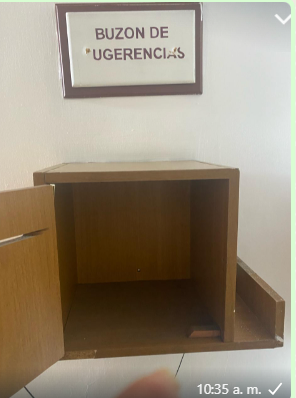 BUZON DE
UGERENCIAS
10:35 a. m.